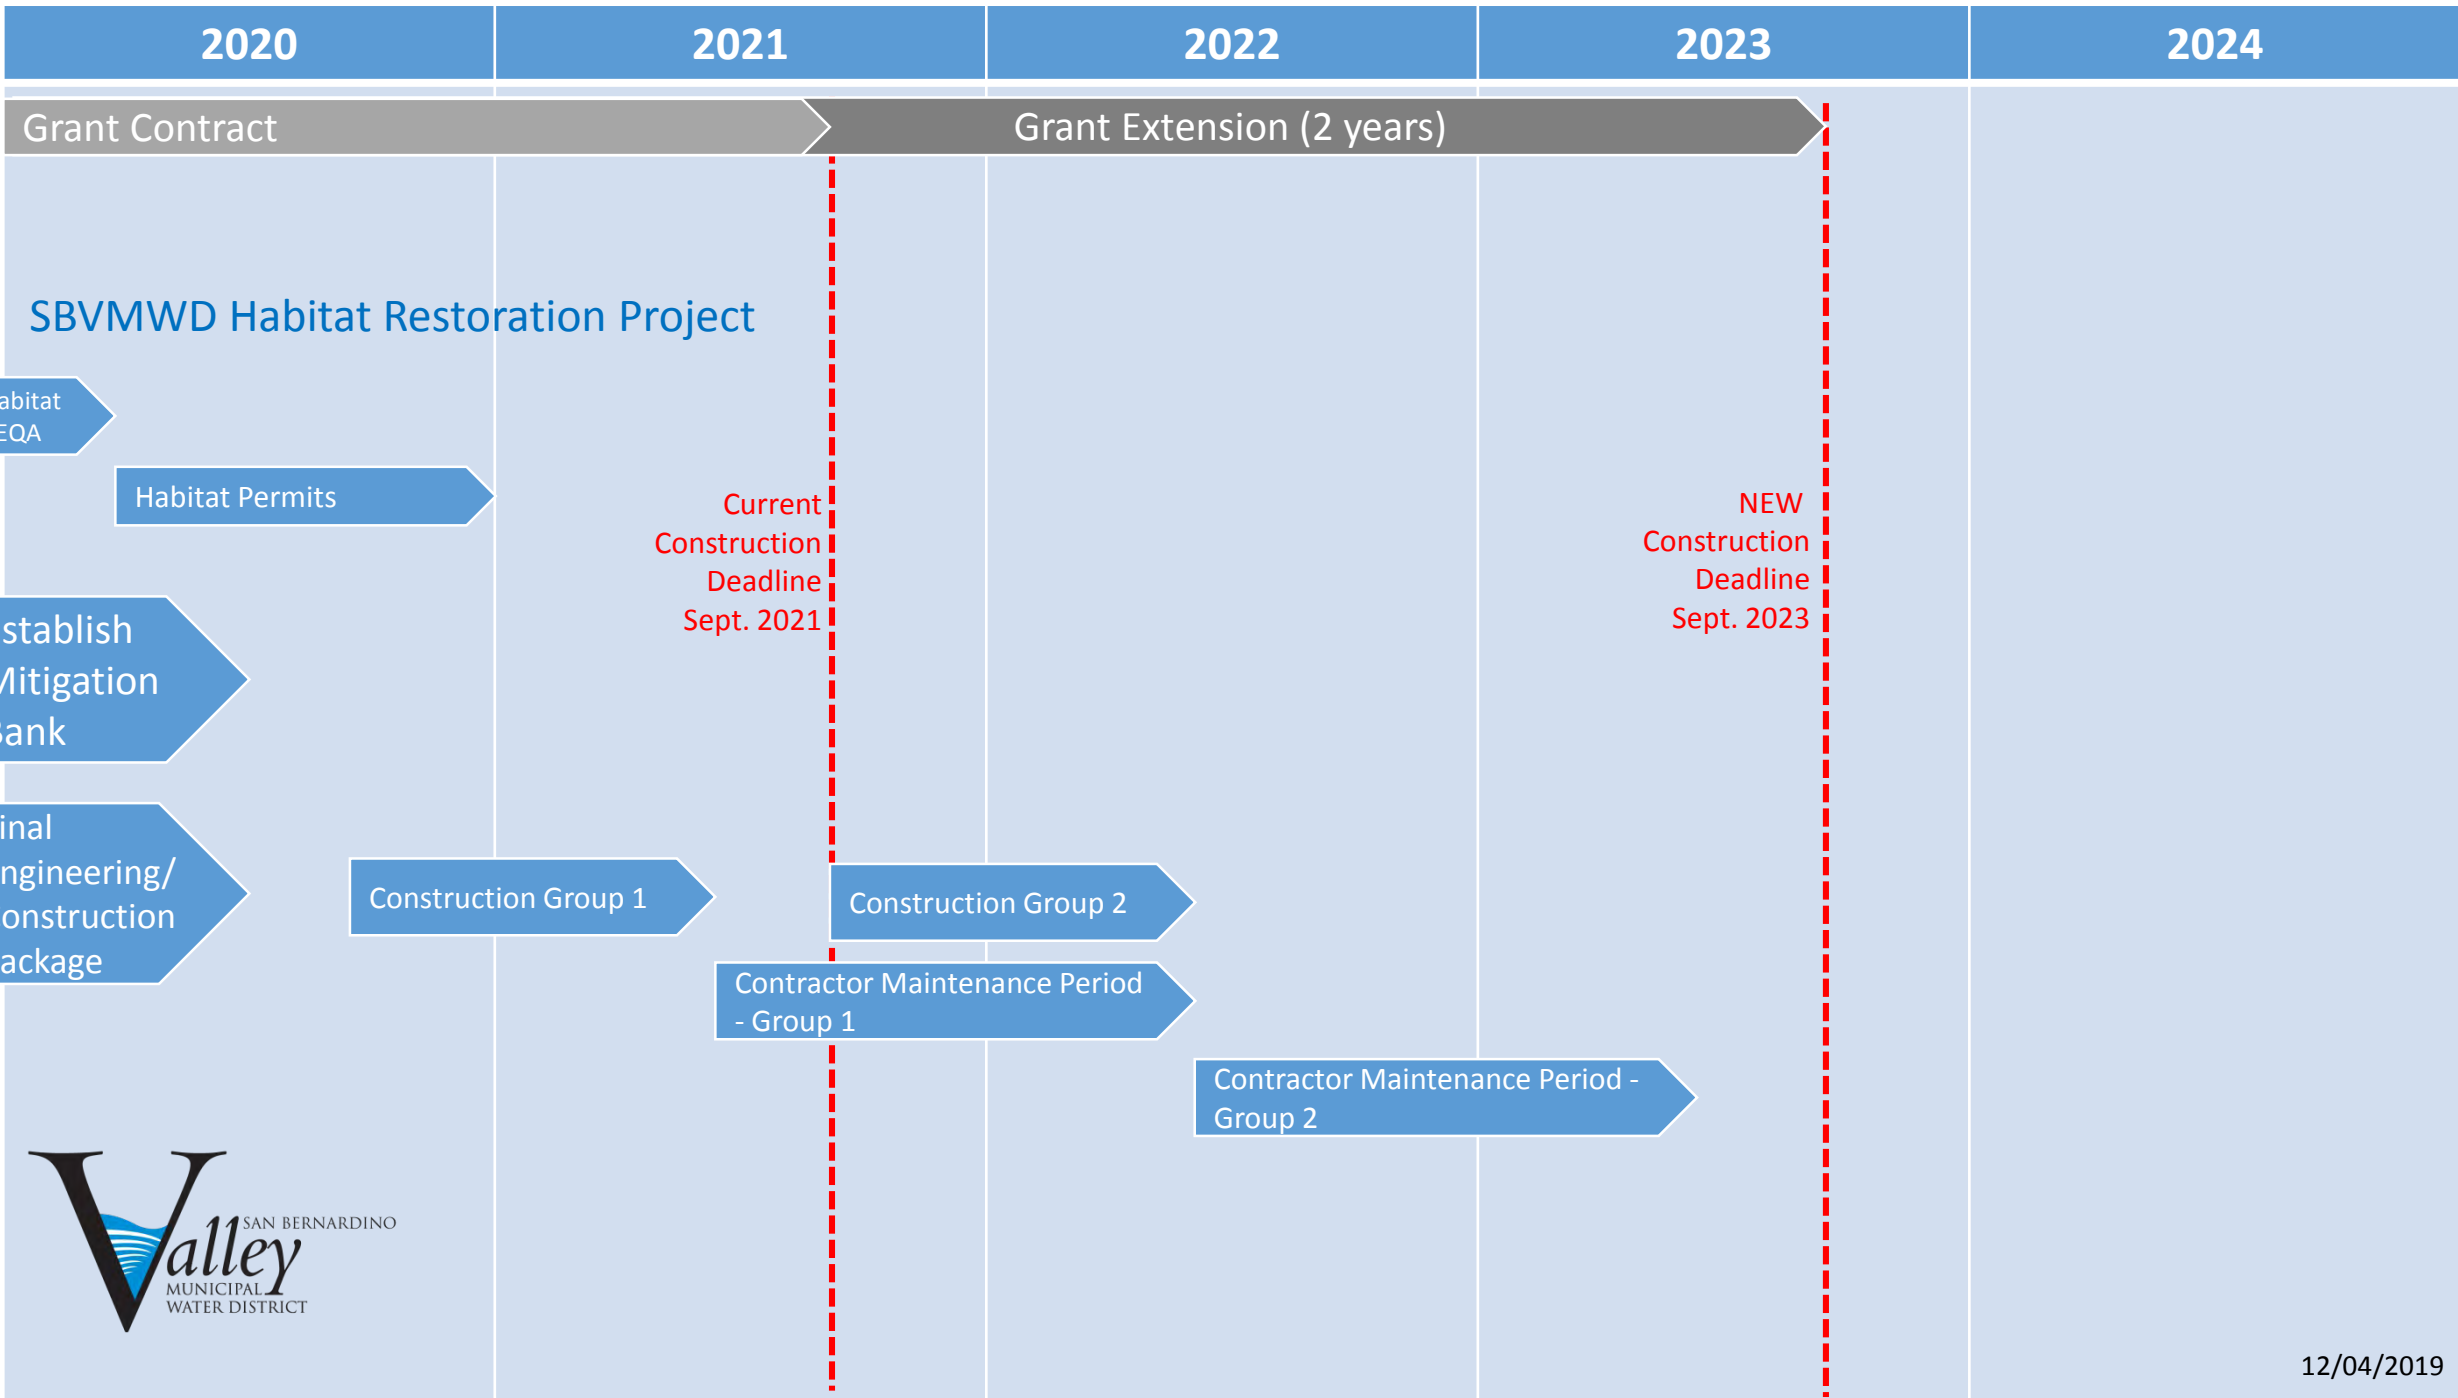 2020 2021 2022 2023 2024
Grant Contract
Grant Extension (2 years)
SBVMWD Habitat Restoration Project
abitat
EQA
Habitat Permits
Current
Construction
Deadline
Sept. 2021
NEW
Construction
Deadline
Sept. 2023
stablish
Mitigation
Bank
inal
ngineering/
onstruction
ackage
Construction Group 1
Construction Group 2
Contractor Maintenance Period
- Group 1
Contractor Maintenance Period -
Group 2
SAN BERNARDINO
Valley
MUNICIPAL
WATER DISTRICT
12/04/2019